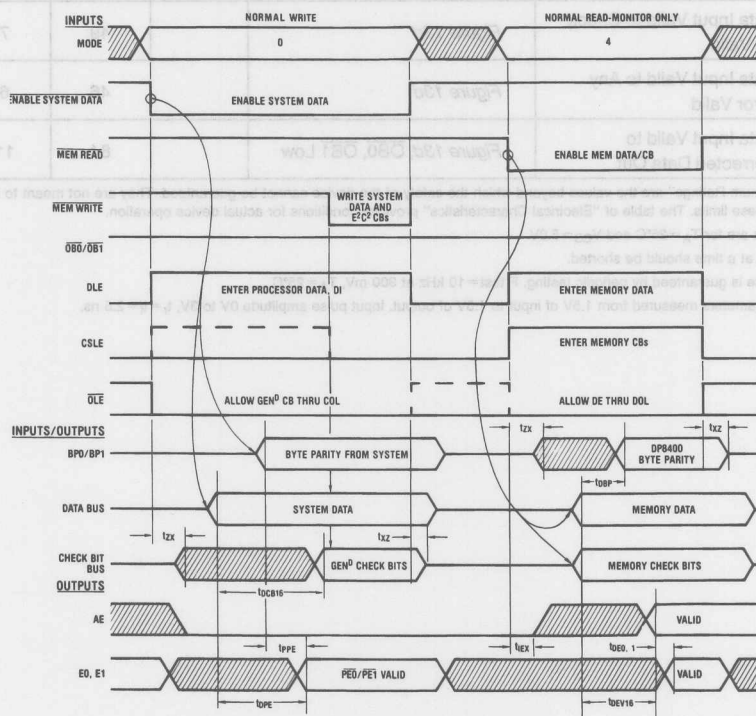 INPUTS
NORMAL WRITE
NORMAL READ-MONITOR ONLY
MODE
0
4
ENABLE SYSTEM DATA
ENABLE SYSTEM DATA
MEM READ
ENABLE MEM DATA/CB
MEM WRITE
WRITE SYSTEM
DATA AND
E²C² CBs
OB0/OB1
DLE
ENTER PROCESSOR DATA, DI
ENTER MEMORY DATA
CSLE
ENTER MEMORY CBs
OLE
ALLOW GENᴰ CB THRU COL
ALLOW DE THRU DOL
INPUTS/OUTPUTS
tZX
tXZ
BP0/BP1
BYTE PARITY FROM SYSTEM
DP8400
BYTE PARITY
tDBP
DATA BUS
SYSTEM DATA
MEMORY DATA
tZX
tXZ
CHECK BIT
BUS
GENᴰ CHECK BITS
MEMORY CHECK BITS
OUTPUTS
tDCB16
AE
VALID
tPPE
tIEX
tDE0, 1
E0, E1
PE0/PE1 VALID
VALID
tDPE
tDEV16